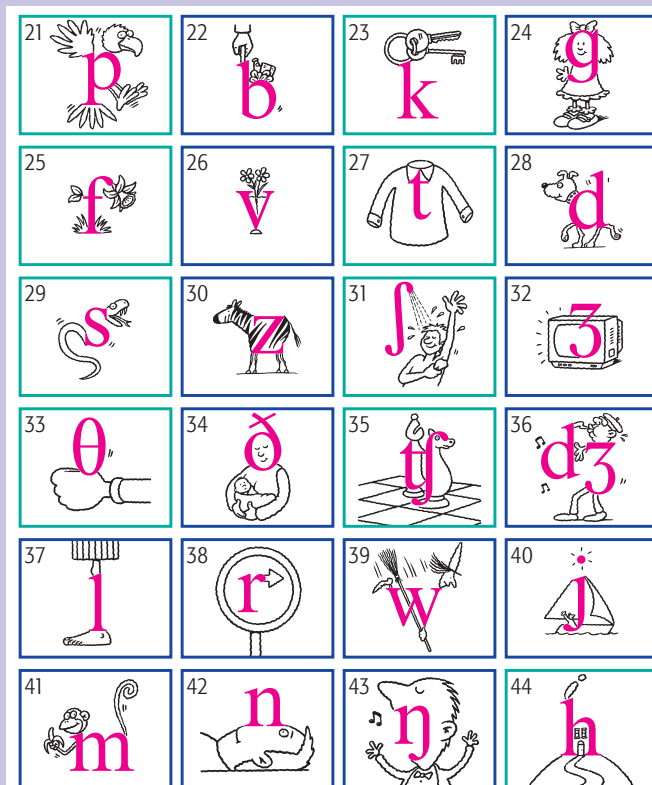 21 22 23 24
p b k g
25 26 27 28
f v t d
29 30 31 32
s z ʃ ʒ
33 34 35 36
θ ð tʃ dʒ
37 38 39 40
l r w j
41 42 43 44
m n ŋ h